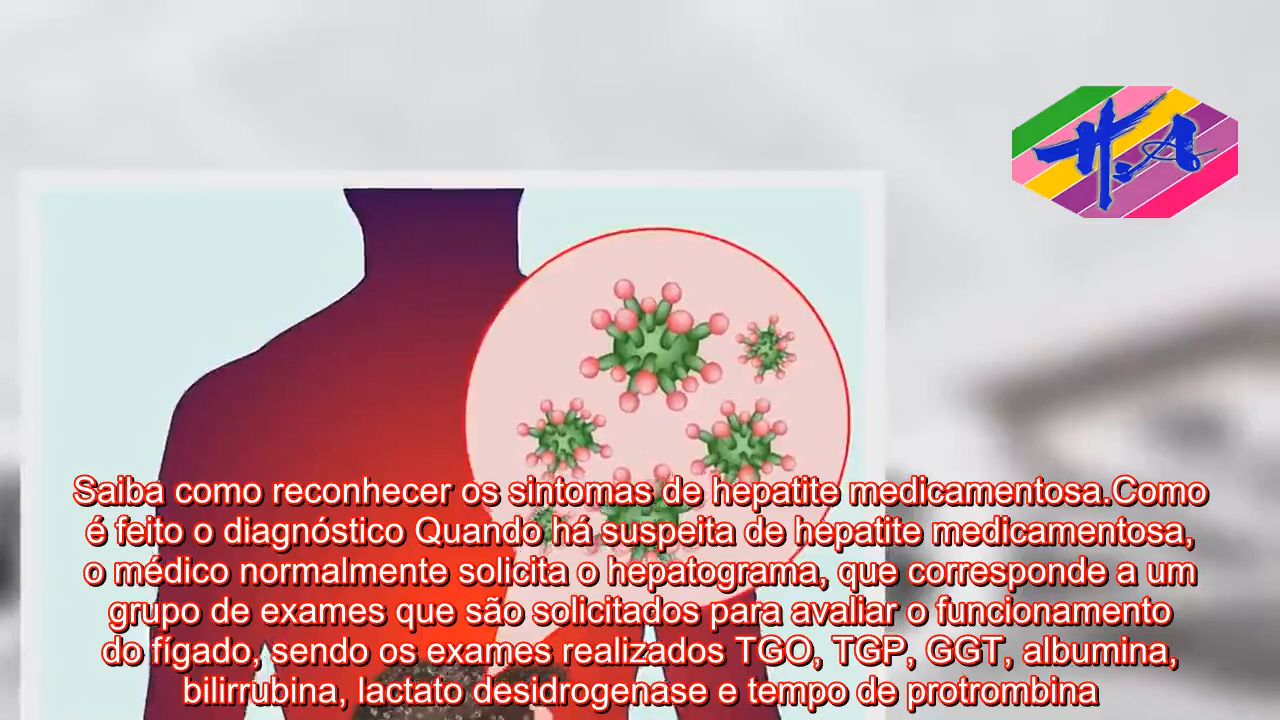 H.A
Saiba como reconhecer os sintomas de hepatite medicamentosa.Como
é feito o diagnóstico Quando há suspeita de hepatite medicamentosa,
o médico normalmente solicita o hepatograma, que corresponde a um
grupo de exames que são solicitados para avaliar o funcionamento
do fígado, sendo os exames realizados TGO, TGP, GGT, albumina,
bilirrubina, lactato desidrogenase e tempo de protrombina